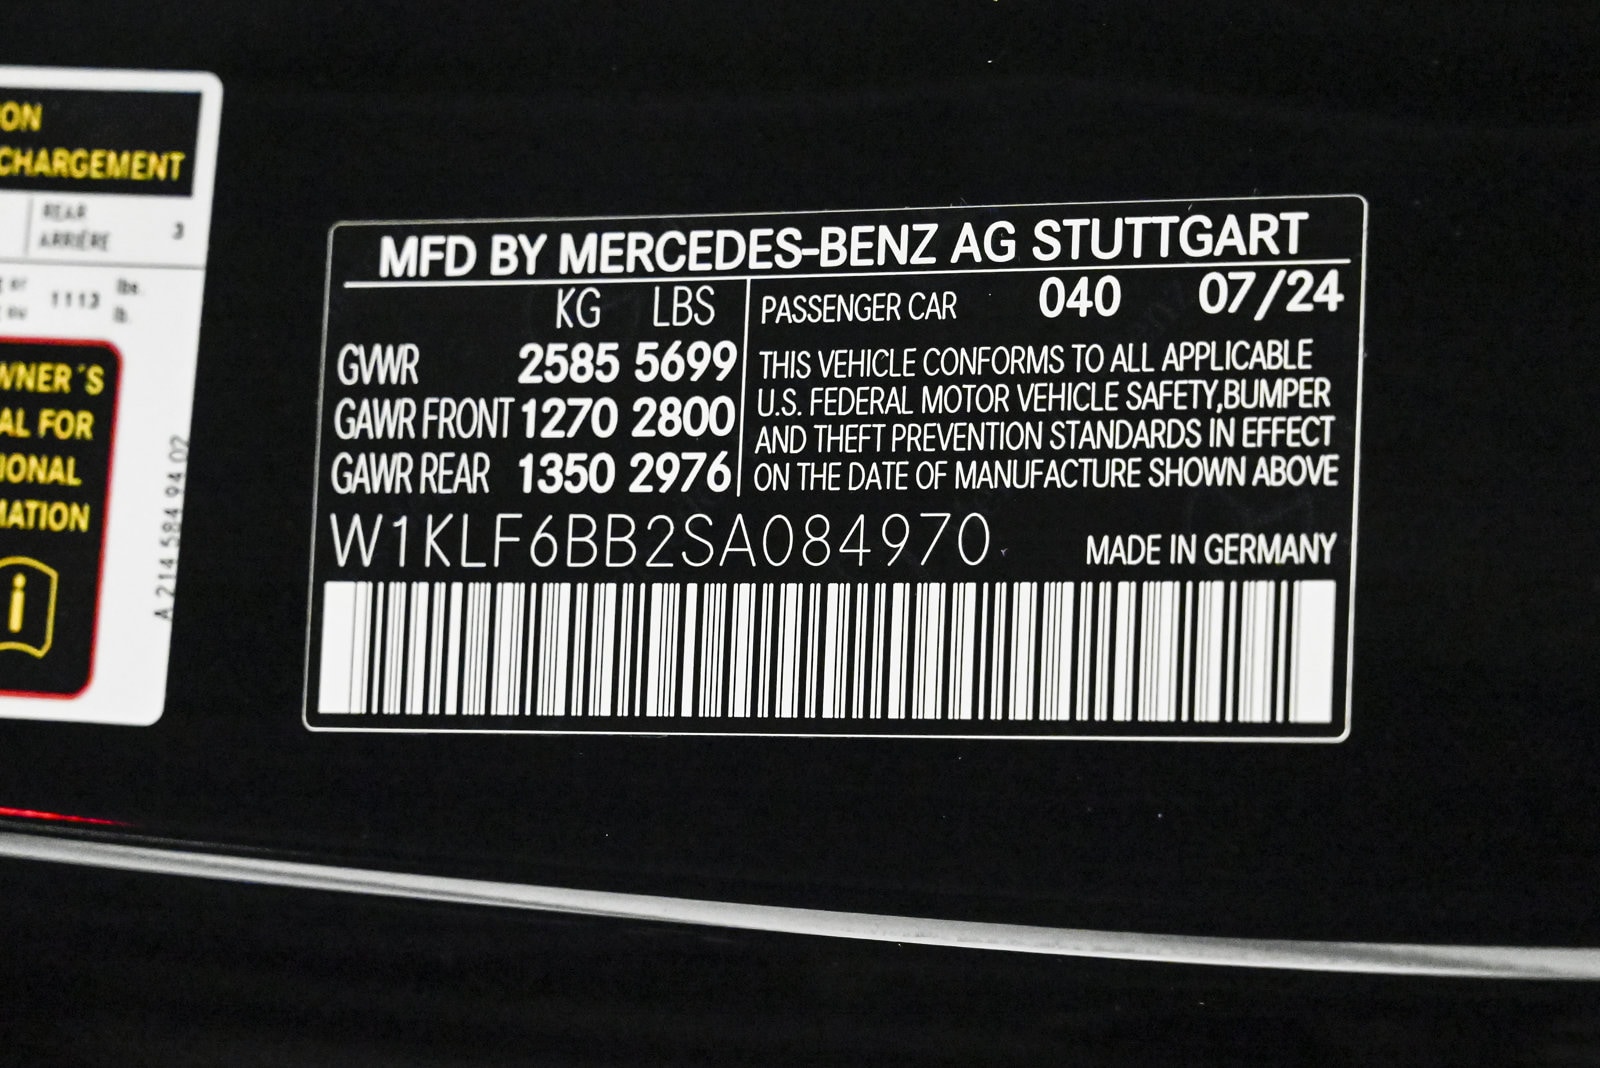 ON
CHARGEMENT
REAR
ARRIÈRE
3
1113
lbs.
lb.
WNER´S
AL FOR
IONAL
MATION
i
A 214 584 94 02
MFD BY MERCEDES-BENZ AG STUTTGART
KG LBS
PASSENGER CAR 040 07/24
GVWR 2585 5699
GAWR FRONT 1270 2800
GAWR REAR 1350 2976
THIS VEHICLE CONFORMS TO ALL APPLICABLE
U.S. FEDERAL MOTOR VEHICLE SAFETY,BUMPER
AND THEFT PREVENTION STANDARDS IN EFFECT
ON THE DATE OF MANUFACTURE SHOWN ABOVE
W1KLF6BB2SA084970
MADE IN GERMANY